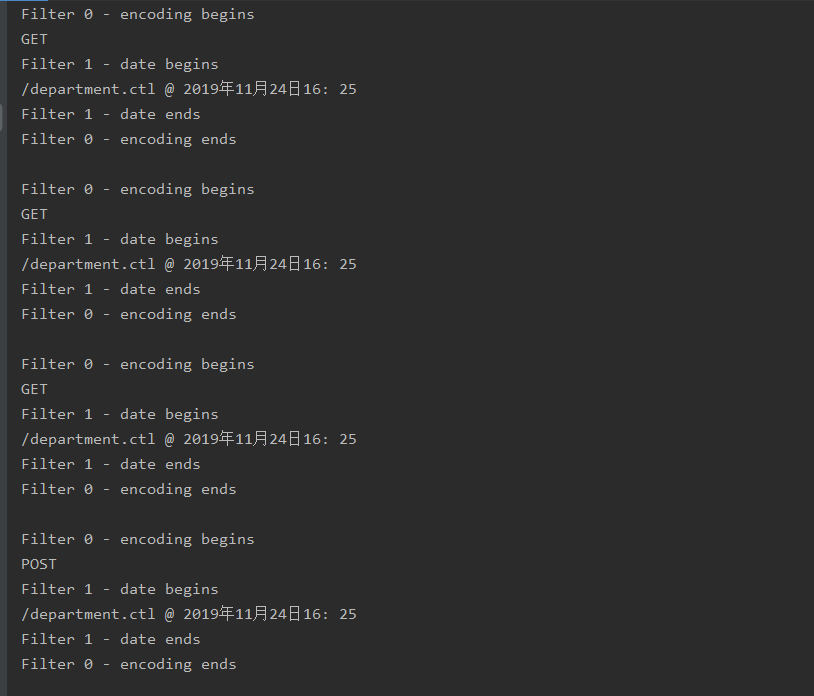 Filter 0 - encoding begins
GET
Filter 1 - date begins
/department.ctl @ 2019年11月24日16: 25
Filter 1 - date ends
Filter 0 - encoding ends
Filter 0 - encoding begins
GET
Filter 1 - date begins
/department.ctl @ 2019年11月24日16: 25
Filter 1 - date ends
Filter 0 - encoding ends
Filter 0 - encoding begins
GET
Filter 1 - date begins
/department.ctl @ 2019年11月24日16: 25
Filter 1 - date ends
Filter 0 - encoding ends
Filter 0 - encoding begins
POST
Filter 1 - date begins
/department.ctl @ 2019年11月24日16: 25
Filter 1 - date ends
Filter 0 - encoding ends